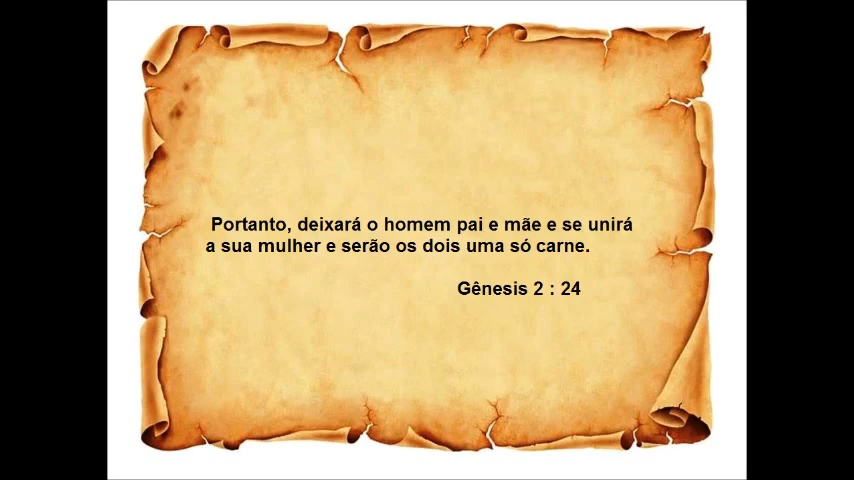 Portanto, deixará o homem pai e mãe e se unirá
a sua mulher e serão os dois uma só carne.
Gênesis 2 : 24